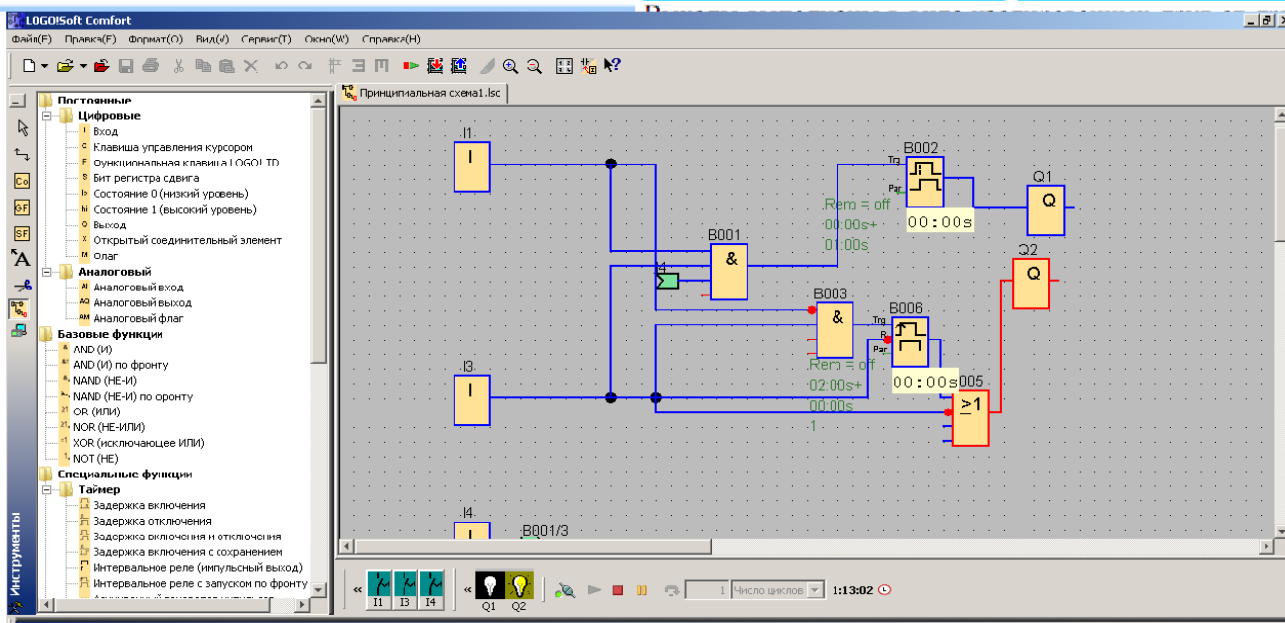 LOGO!Soft Comfort
Файл(F) Правка(F) Формат(О) Вид(V) Сервис(Т) Окно(W) Справка(Н)
Принципиальная схема1.lsc
Постоянные
Цифровые
Вход
Клавиша управления курсором
Функциональная клавиша LOGO! TD
Бит регистра сдвига
Состояние 0 (низкий уровень)
Состояние 1 (высокий уровень)
Выход
Открытый соединительный элемент
Флаг
Аналоговый
Аналоговый вход
Аналоговый выход
Аналоговый флаг
Базовые функции
AND (И)
AND (И) по фронту
NAND (НЕ-И)
NAND (НЕ-И) по фронту
OR (ИЛИ)
NOR (НЕ-ИЛИ)
XOR (исключающее ИЛИ)
NOT (НЕ)
Специальные функции
Таймер
Задержка включения
Задержка отключения
Задержка включения и отключения
Задержка включения с сохранением
Интервальное реле (импульсный выход)
Интервальное реле с запуском по фронту
Инструменты
Co
GF
SF
I1
I
B002
Trg
Par
Rem = off
00:00s+
01:00s
00:00s
Q1
Q
B001
&
Q2
Q
B003
&
B006
Trg
R
Par
Rem = off
02:00s+
00:00s
1
00:00s
005
≥1
I3
I
I4
I
B001/3
« I1 I3 I4 « Q1 Q2 1 Число циклов 1:13:02